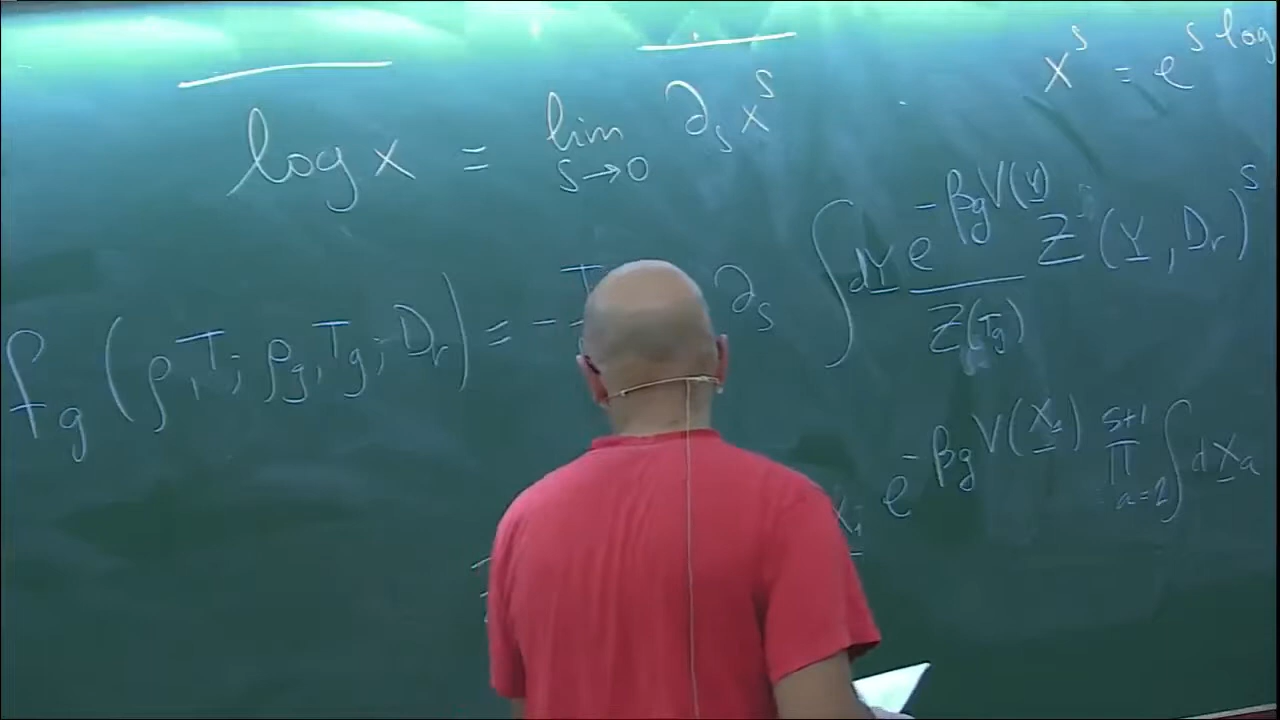 x^s = e^{s log
log x = lim_{s→0} ∂_s x^s
f_g (ρ, T; ρ_g, T_g; D_r) = - T ∂_s ∫ dY e^{-β_g V(Y)} / Z(T_g) Z(Y, D_r)^s
e^{-β_g V(X_1)} ∏_{a=2}^{s+1} ∫ dX_a